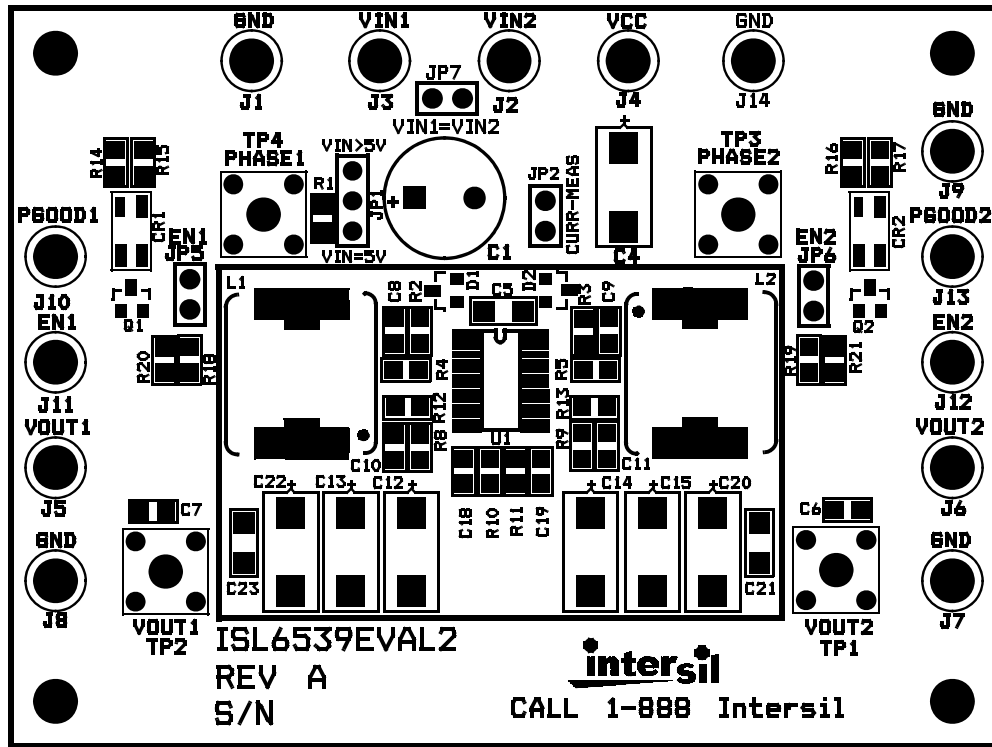 GND VIN1 VIN2 VCC GND
J1 J3 J2 J4 J14
JP7
VIN1=VIN2
GND
J9
TP4
PHASE1
TP3
PHASE2
R14 R15
R16 R17
VIN>5V
R1
JP1
VIN=5V
+
C1
JP2
CURR-MEAS
+
C4
PGOOD1
CR1
EN1
JP5
PGOOD2
CR2
EN2
JP6
J10
Q1
J13
Q2
L1
C8 R2
D1 D2
C5
R3 C9
L2
EN1
J11
R20 R18
EN2
J12
R19 R21
R4
R5
R12
R13
R8
R9
U1
C10
C11
VOUT1
J5
VOUT2
J6
C22 + C13 + C12 +
+ C14 + C15 + C20
C18 R10 R11 C19
C7
C6
GND
J8
GND
J7
C23
C21
VOUT1
TP2
VOUT2
TP1
ISL6539EVAL2
REV A
S/N
intersil
CALL 1-888 Intersil